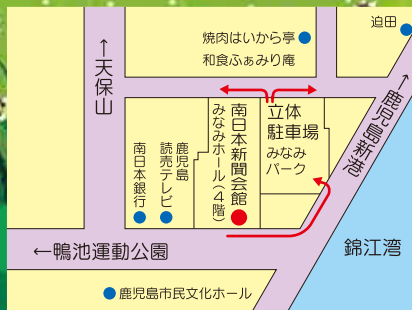 迫田
焼肉はいから亭
和食ふぁみり庵
←天保山
→鹿児島新港
立体
駐車場
みなみ
パーク
南日本新聞会館
みなみホール(4階)
鹿児島
読売テレビ
南日本銀行
←鴨池運動公園
錦江湾
鹿児島市民文化ホール